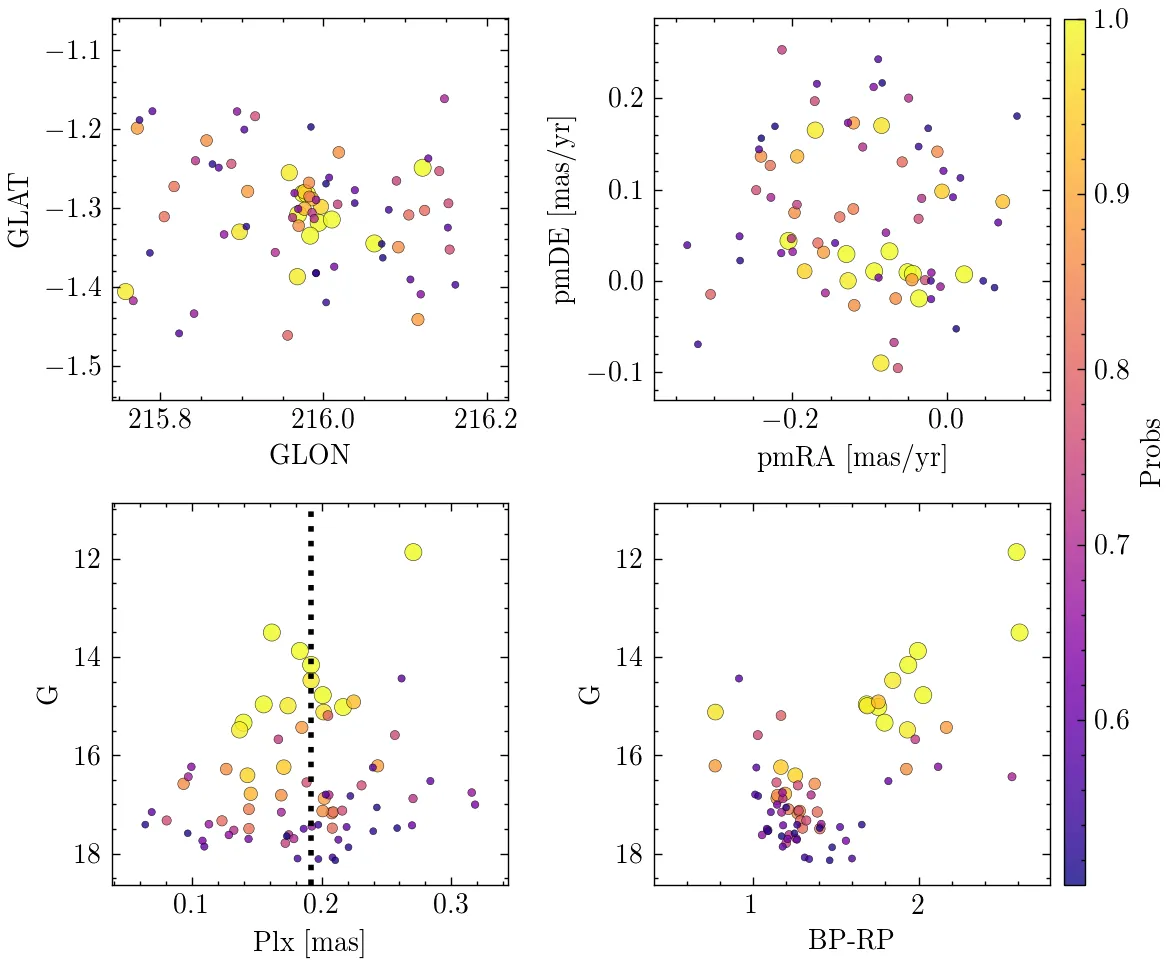 −1.1
−1.2
−1.3
−1.4
−1.5
GLAT
215.8 216.0 216.2
GLON
0.2
0.1
0.0
−0.1
pmDE [mas/yr]
−0.2 0.0
pmRA [mas/yr]
12
14
16
18
G
0.1 0.2 0.3
Plx [mas]
12
14
16
18
G
1 2
BP-RP
1.0
0.9
0.8
0.7
0.6
Probs